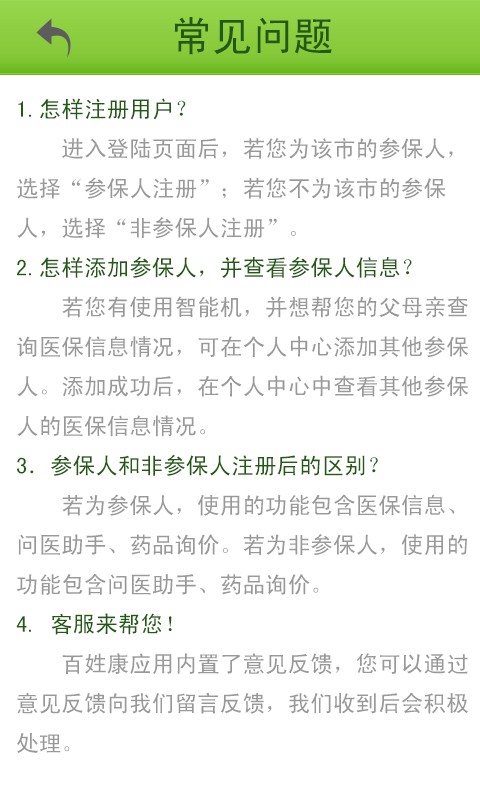 常见问题
1.怎样注册用户？
进入登陆页面后，若您为该市的参保人，
选择“参保人注册”；若您不为该市的参保
人，选择“非参保人注册”。
2.怎样添加参保人，并查看参保人信息？
若您有使用智能机，并想帮您的父母亲查
询医保信息情况，可在个人中心添加其他参保
人。添加成功后，在个人中心中查看其他参保
人的医保信息情况。
3. 参保人和非参保人注册后的区别？
若为参保人，使用的功能包含医保信息、
问医助手、药品询价。若为非参保人，使用的
功能包含问医助手、药品询价。
4. 客服来帮您！
百姓康应用内置了意见反馈，您可以通过
意见反馈向我们留言反馈，我们收到后会积极
处理。